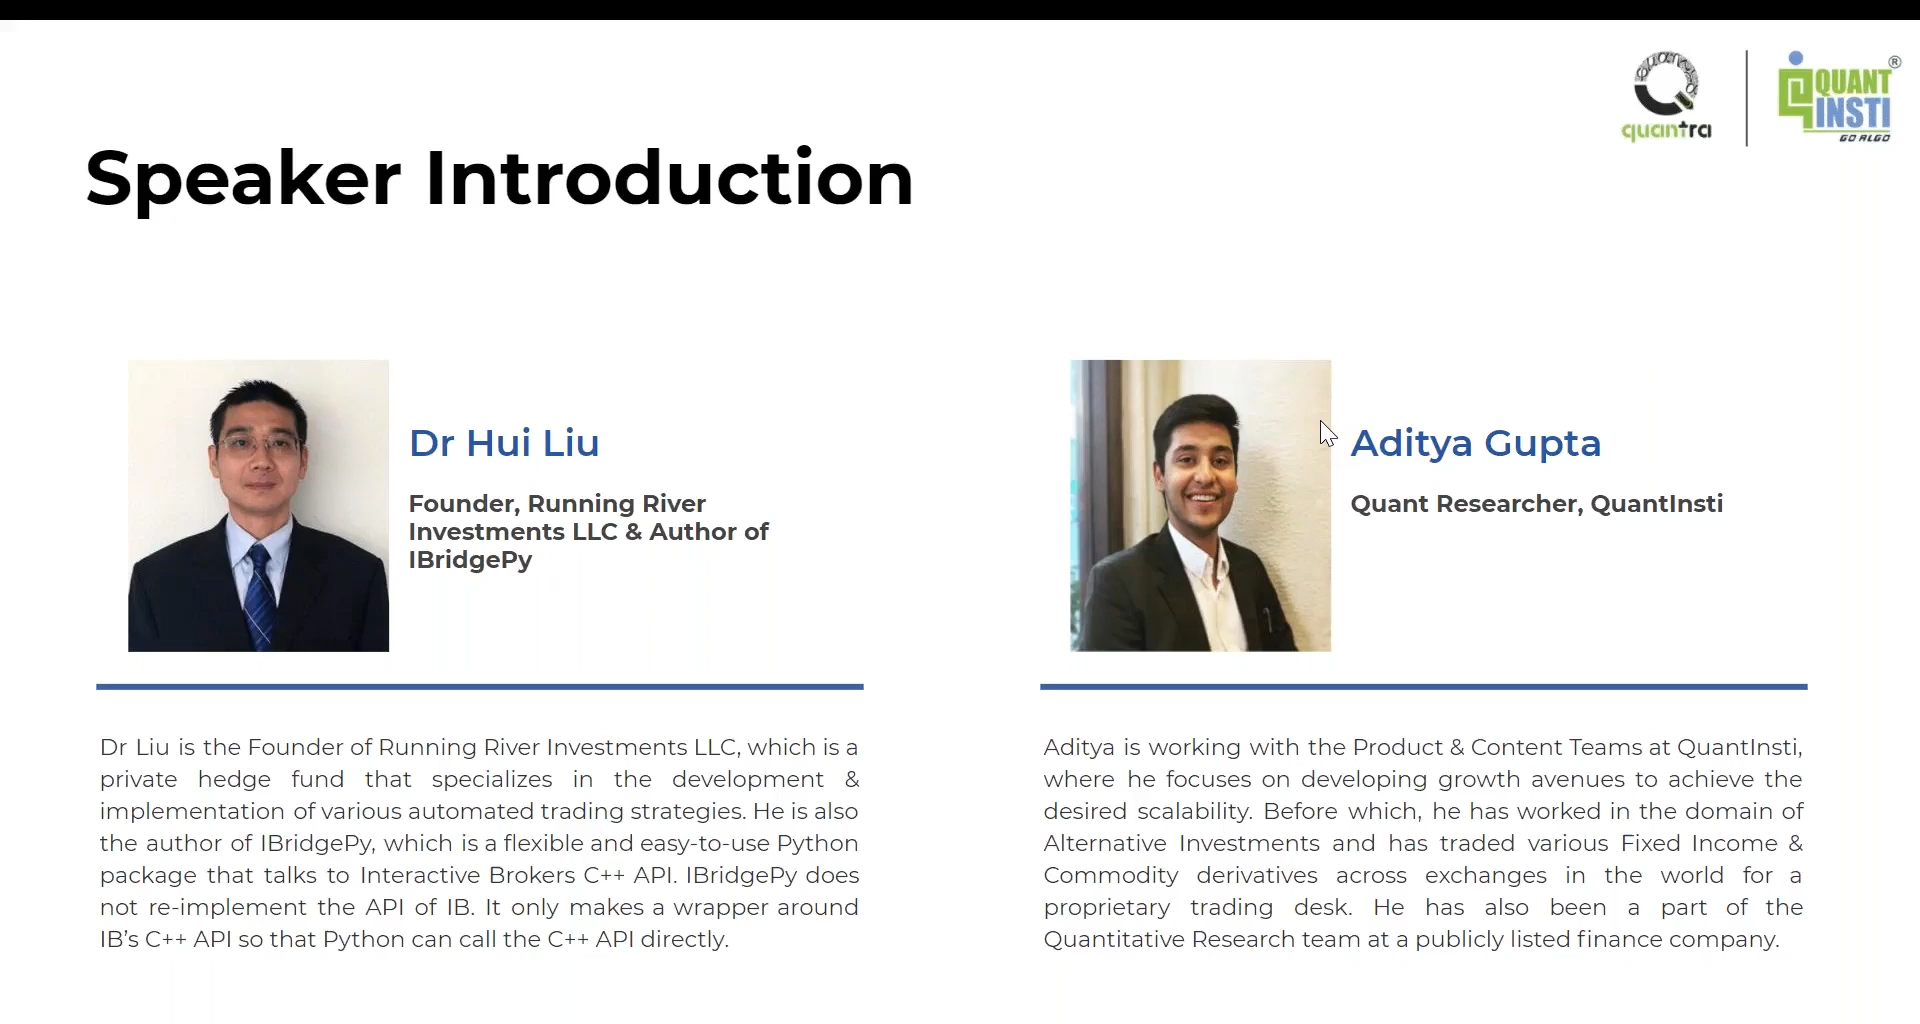 quantra
QUANT
INSTI
®
GO ALGO
Speaker Introduction
Dr Hui Liu
Founder, Running River
Investments LLC & Author of
IBridgePy
Dr Liu is the Founder of Running River Investments LLC, which is a
private hedge fund that specializes in the development &
implementation of various automated trading strategies. He is also
the author of IBridgePy, which is a flexible and easy-to-use Python
package that talks to Interactive Brokers C++ API. IBridgePy does
not re-implement the API of IB. It only makes a wrapper around
IB’s C++ API so that Python can call the C++ API directly.
Aditya Gupta
Quant Researcher, QuantInsti
Aditya is working with the Product & Content Teams at QuantInsti,
where he focuses on developing growth avenues to achieve the
desired scalability. Before which, he has worked in the domain of
Alternative Investments and has traded various Fixed Income &
Commodity derivatives across exchanges in the world for a
proprietary trading desk. He has also been a part of the
Quantitative Research team at a publicly listed finance company.